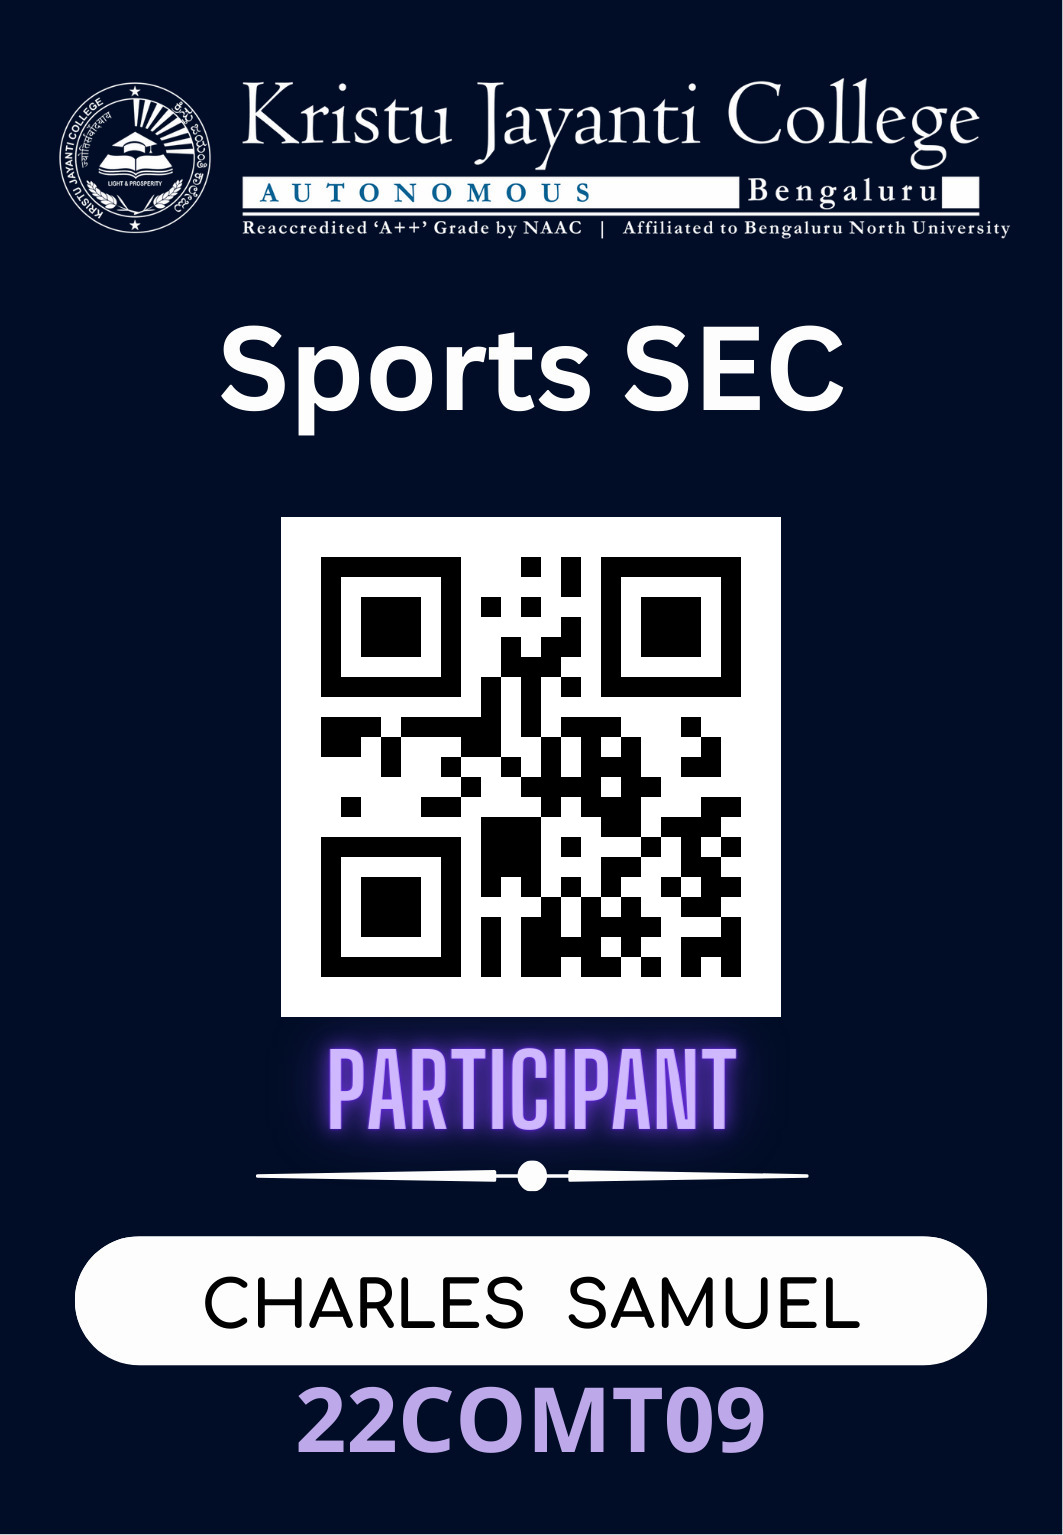 KRISTU JAYANTI COLLEGE
ज्योतिर्संवादयाय
LIGHT & PROSPERITY
Kristu Jayanti College
AUTONOMOUS Bengaluru
Reaccredited ‘A++’ Grade by NAAC | Affiliated to Bengaluru North University
Sports SEC
PARTICIPANT
CHARLES SAMUEL
22COMT09